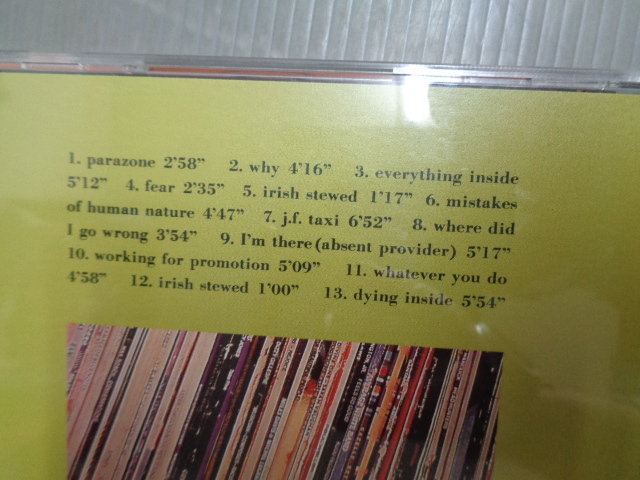 1. parazone 2’58” 2. why 4’16” 3. everything inside
5’12” 4. fear 2’35” 5. irish stewed 1’17” 6. mistakes
of human nature 4’47” 7. j.f. taxi 6’52” 8. where did
I go wrong 3’54” 9. I’m there (absent provider) 5’17”
10. working for promotion 5’09” 11. whatever you do
4’58” 12. irish stewed 1’00” 13. dying inside 5’54”